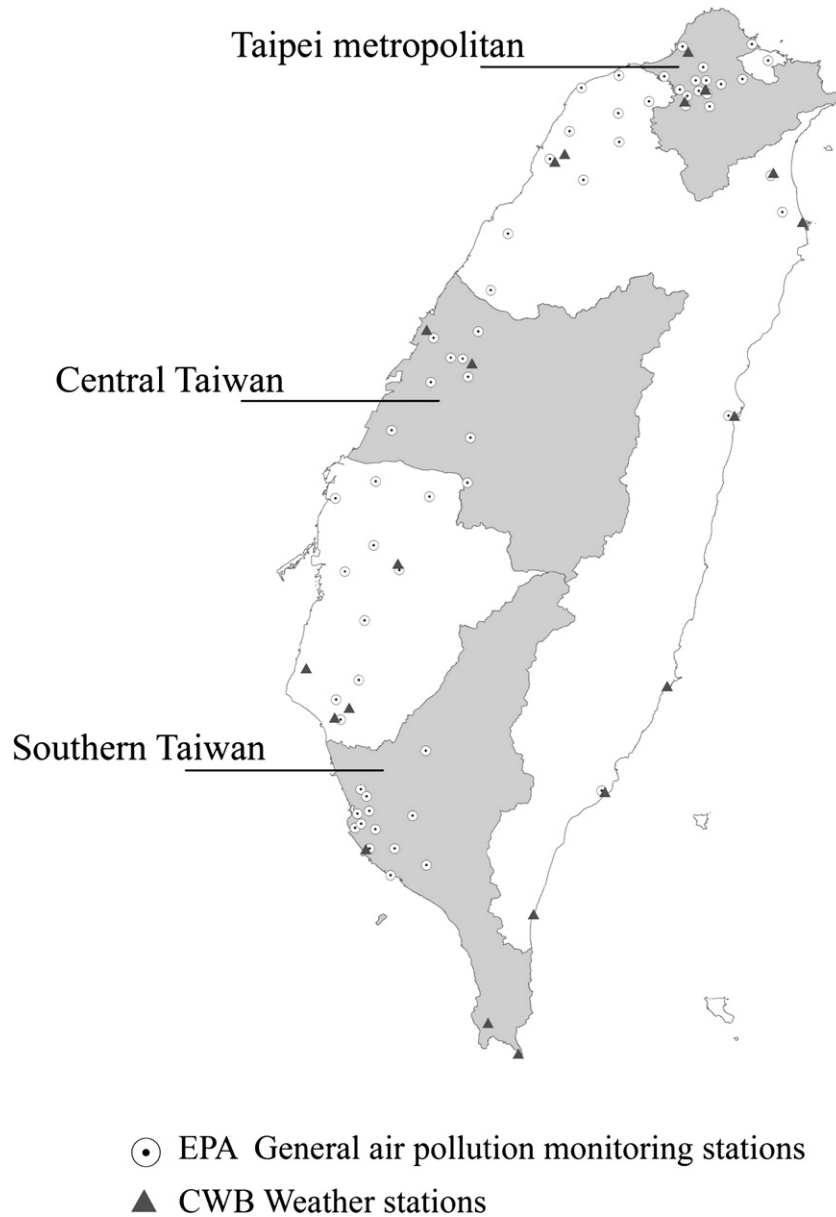 Taipei metropolitan
Central Taiwan
Southern Taiwan
EPA  General air pollution monitoring stations
CWB Weather stations